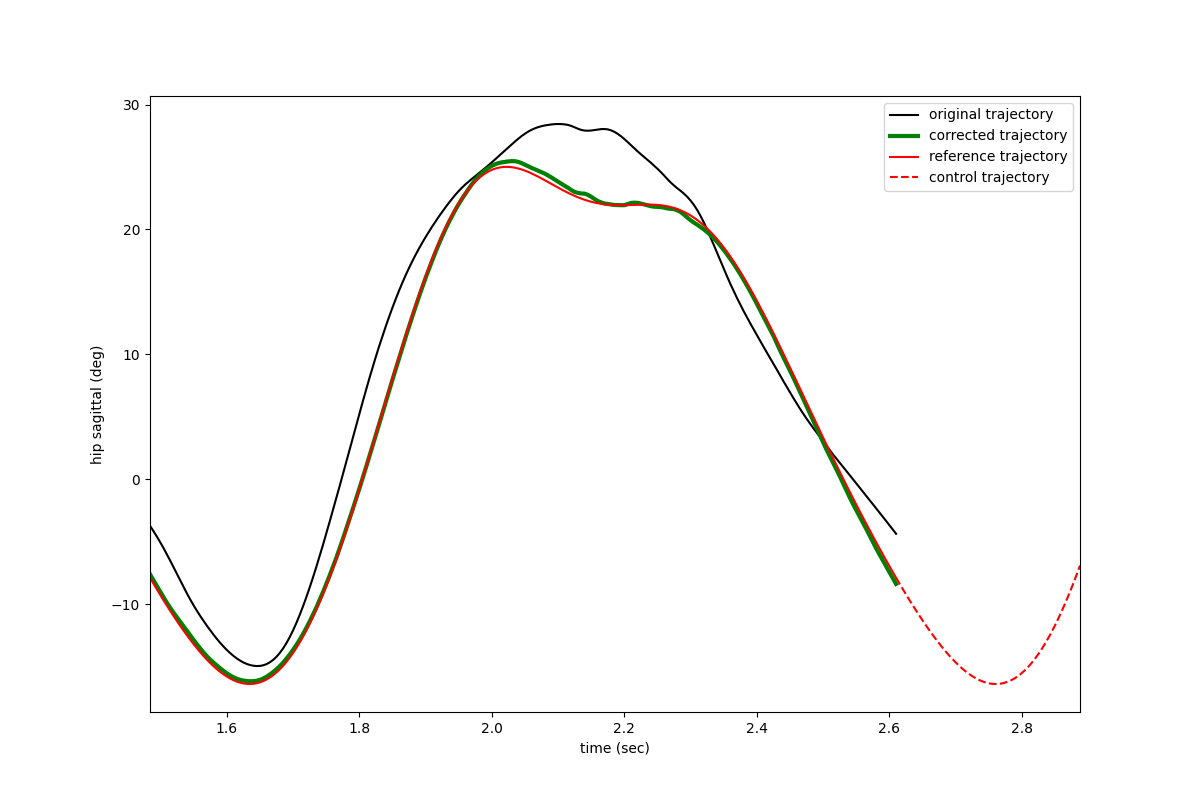 30
20
10
0
−10
hip sagittal (deg)
original trajectory
corrected trajectory
reference trajectory
control trajectory
1.6 1.8 2.0 2.2 2.4 2.6 2.8
time (sec)